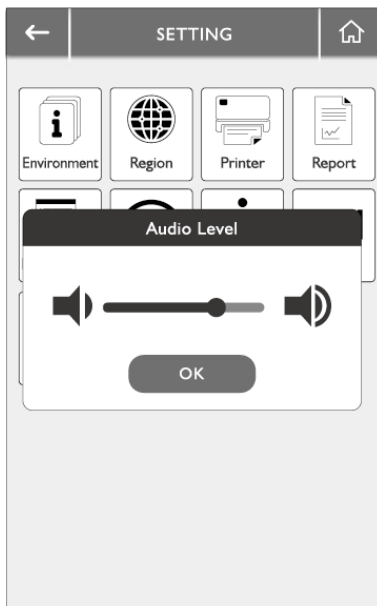 SETTING
Environment
Region
Printer
Report
Audio Level
OK